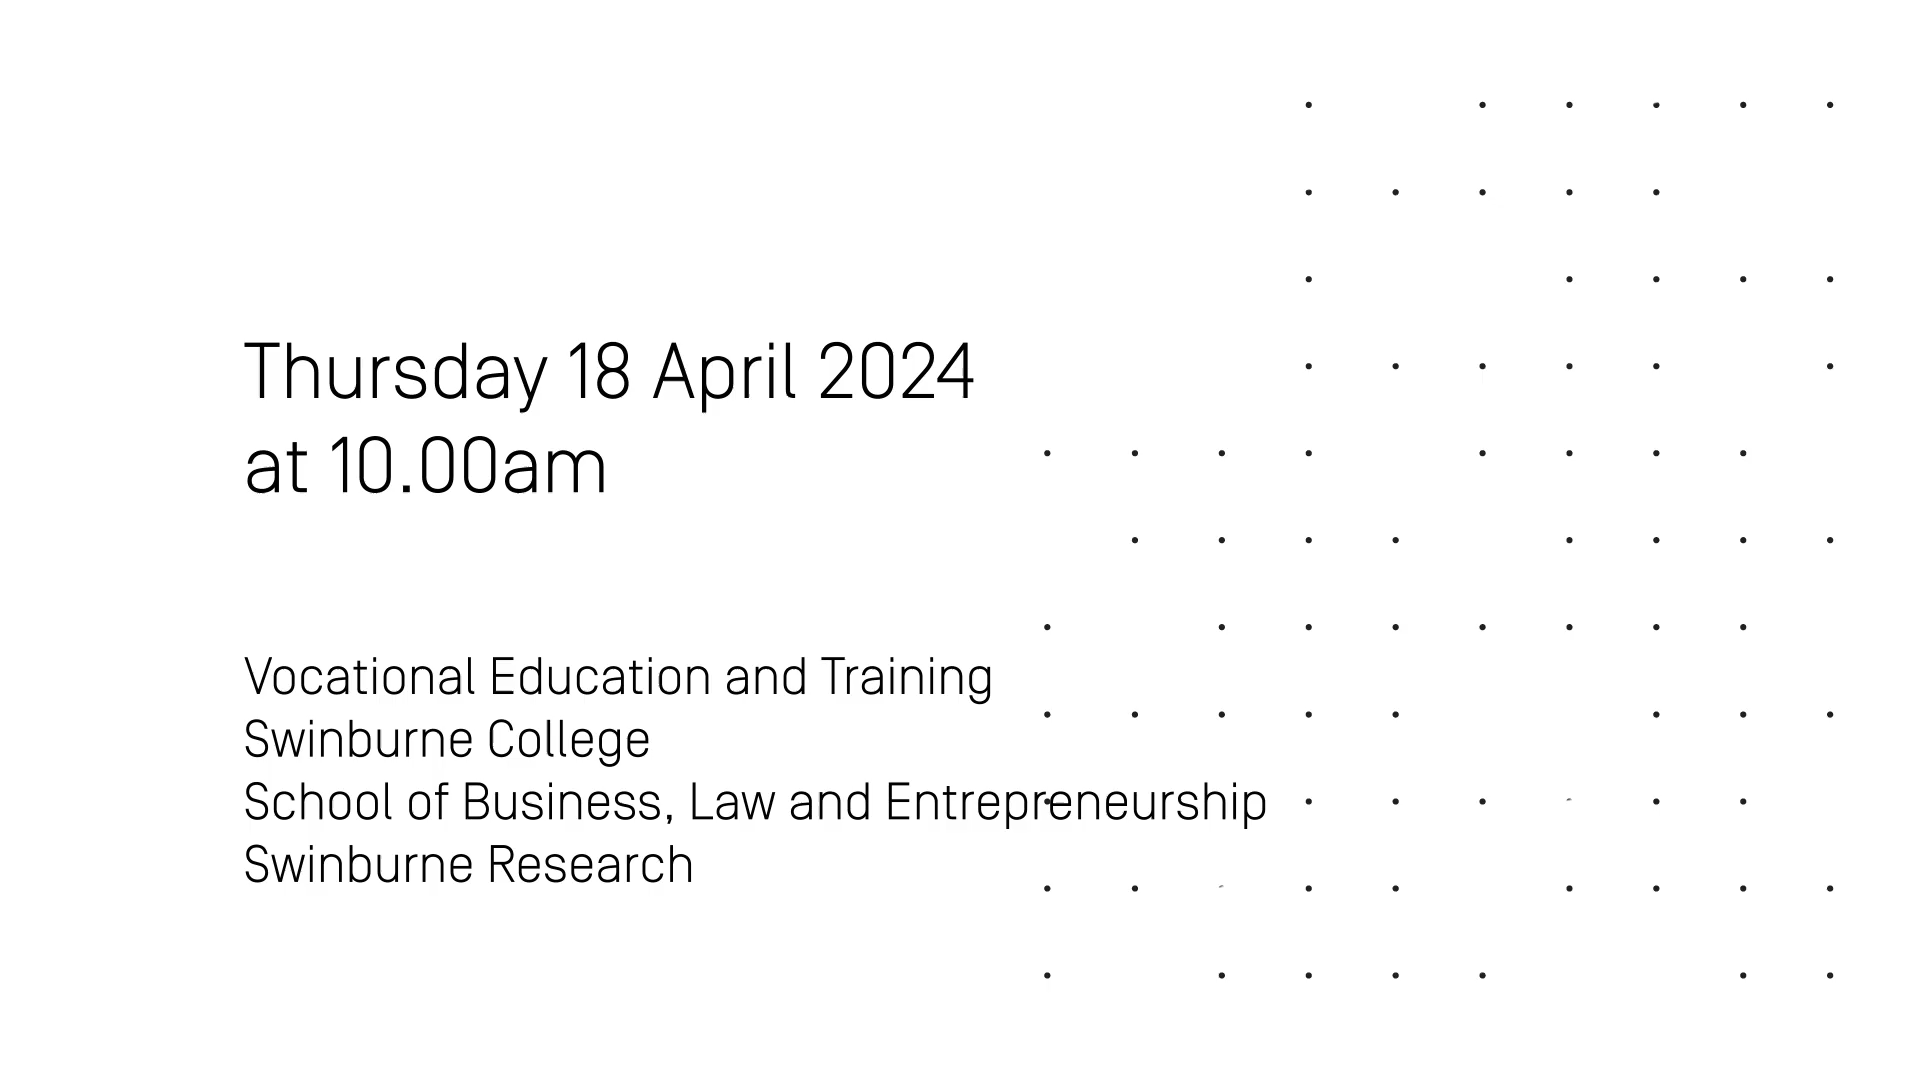 Thursday 18 April 2024
at 10.00am
Vocational Education and Training
Swinburne College
School of Business, Law and Entrepreneurship
Swinburne Research